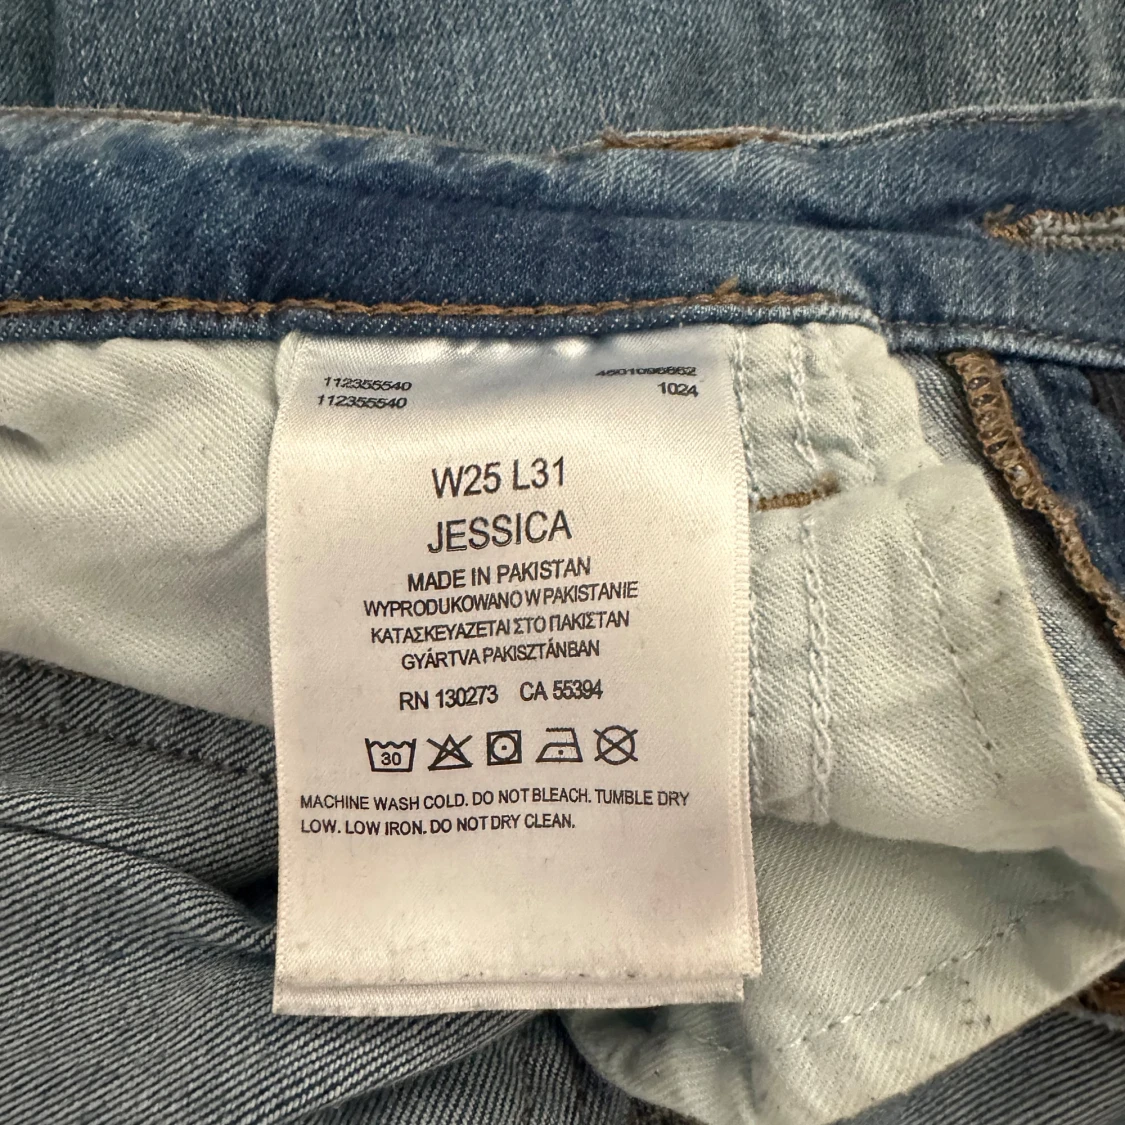 112355540
112355540
4501096662
1024
W25 L31
JESSICA
MADE IN PAKISTAN
WYPRODUKOWANO W PAKISTANIE
ΚΑΤΑΣΚΕΥΑΖΕΤΑΙ ΣΤΟ ΠΑΚΙΣΤΑΝ
GYÁRTVA PAKISZTÁNBAN
RN 130273 CA 55394
30
MACHINE WASH COLD. DO NOT BLEACH. TUMBLE DRY
LOW. LOW IRON. DO NOT DRY CLEAN.